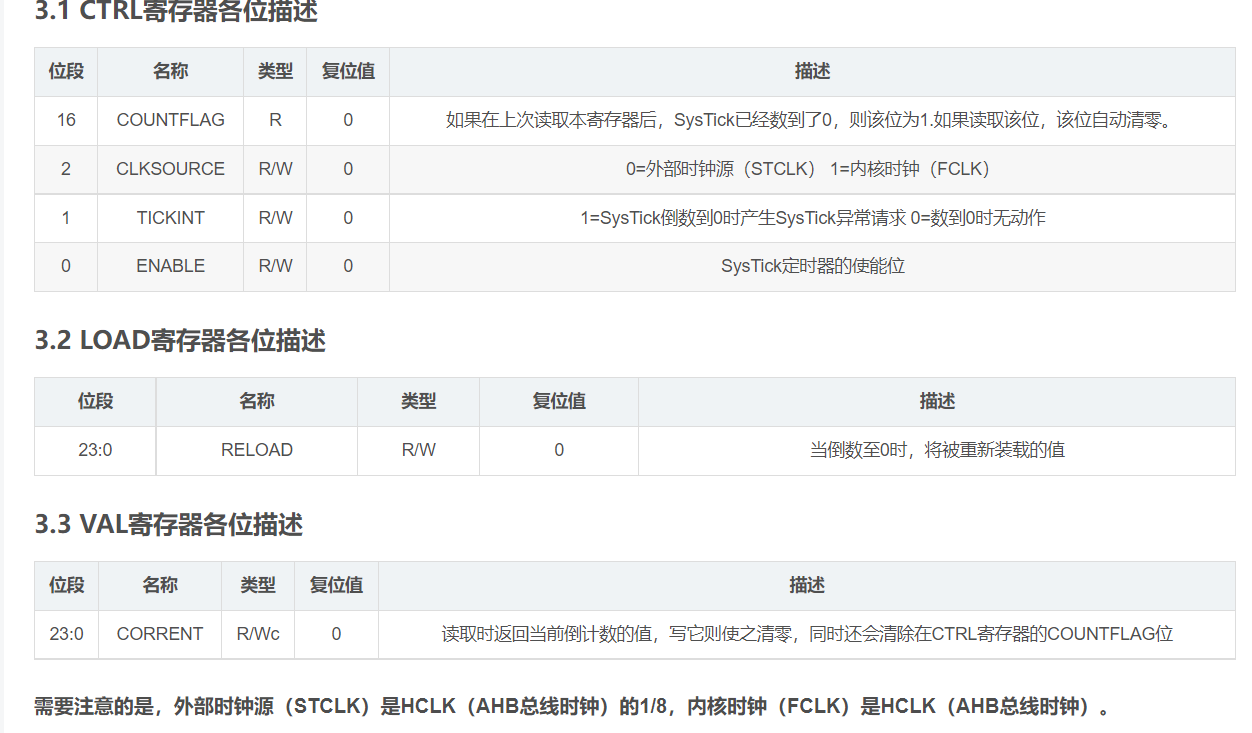 3.1 CTRL寄存器各位描述
位段 名称 类型 复位值 描述
16 COUNTFLAG R 0 如果在上次读取本寄存器后，SysTick已经数到了0，则该位为1.如果读取该位，该位自动清零。
2 CLKSOURCE R/W 0 0=外部时钟源（STCLK） 1=内核时钟（FCLK）
1 TICKINT R/W 0 1=SysTick倒数到0时产生SysTick异常请求 0=数到0时无动作
0 ENABLE R/W 0 SysTick定时器的使能位
3.2 LOAD寄存器各位描述
位段 名称 类型 复位值 描述
23:0 RELOAD R/W 0 当倒数至0时，将被重新装载的值
3.3 VAL寄存器各位描述
位段 名称 类型 复位值 描述
23:0 CORRENT R/Wc 0 读取时返回当前倒计数的值，写它则使之清零，同时还会清除在CTRL寄存器的COUNTFLAG位
需要注意的是，外部时钟源（STCLK）是HCLK（AHB总线时钟）的1/8，内核时钟（FCLK）是HCLK（AHB总线时钟）。